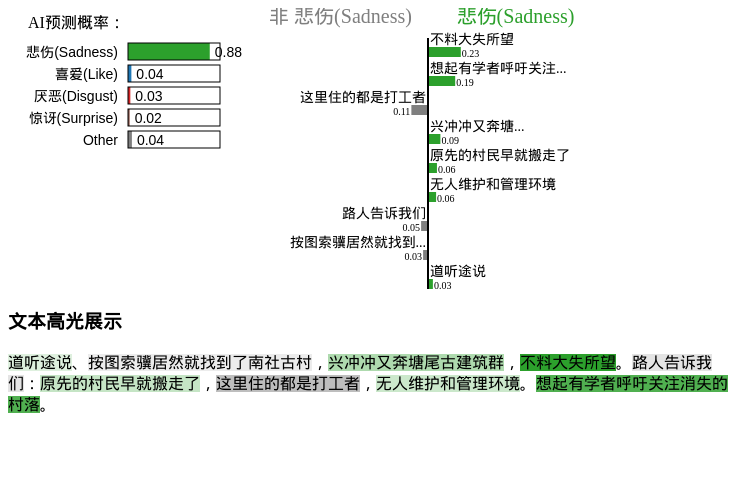 AI预测概率：
悲伤(Sadness) 0.88
喜爱(Like) 0.04
厌恶(Disgust) 0.03
惊讶(Surprise) 0.02
Other 0.04
非 悲伤(Sadness) 悲伤(Sadness)
不料大失所望
0.23
想起有学者呼吁关注...
0.19
这里住的都是打工者
0.11
兴冲冲又奔塘...
0.09
原先的村民早就搬走了
0.06
无人维护和管理环境
0.06
路人告诉我们
0.05
按图索骥居然就找到...
0.03
道听途说
0.03
文本高光展示
道听途说、按图索骥居然就找到了南社古村，兴冲冲又奔塘尾古建筑群，不料大失所望。路人告诉我
们：原先的村民早就搬走了，这里住的都是打工者，无人维护和管理环境。想起有学者呼吁关注消失的
村落。